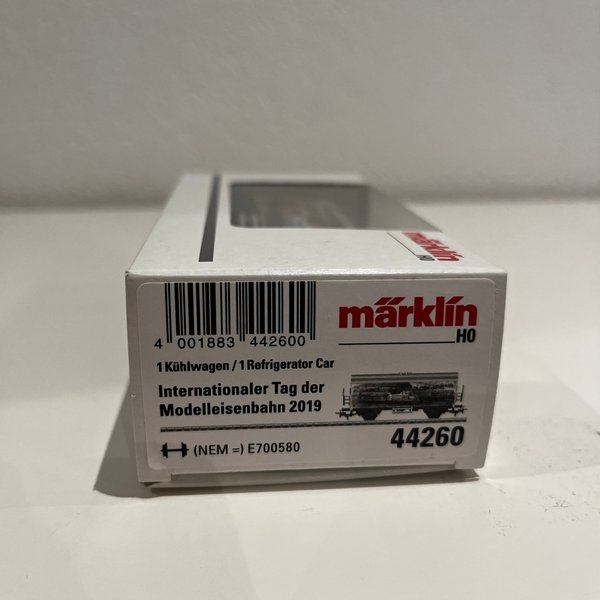 märklin
H0
märklin
H0
4 001883 442600
1 Kühlwagen / 1 Refrigerator Car
Internationaler Tag der
Modelleisenbahn 2019
(NEM =) E700580
44260